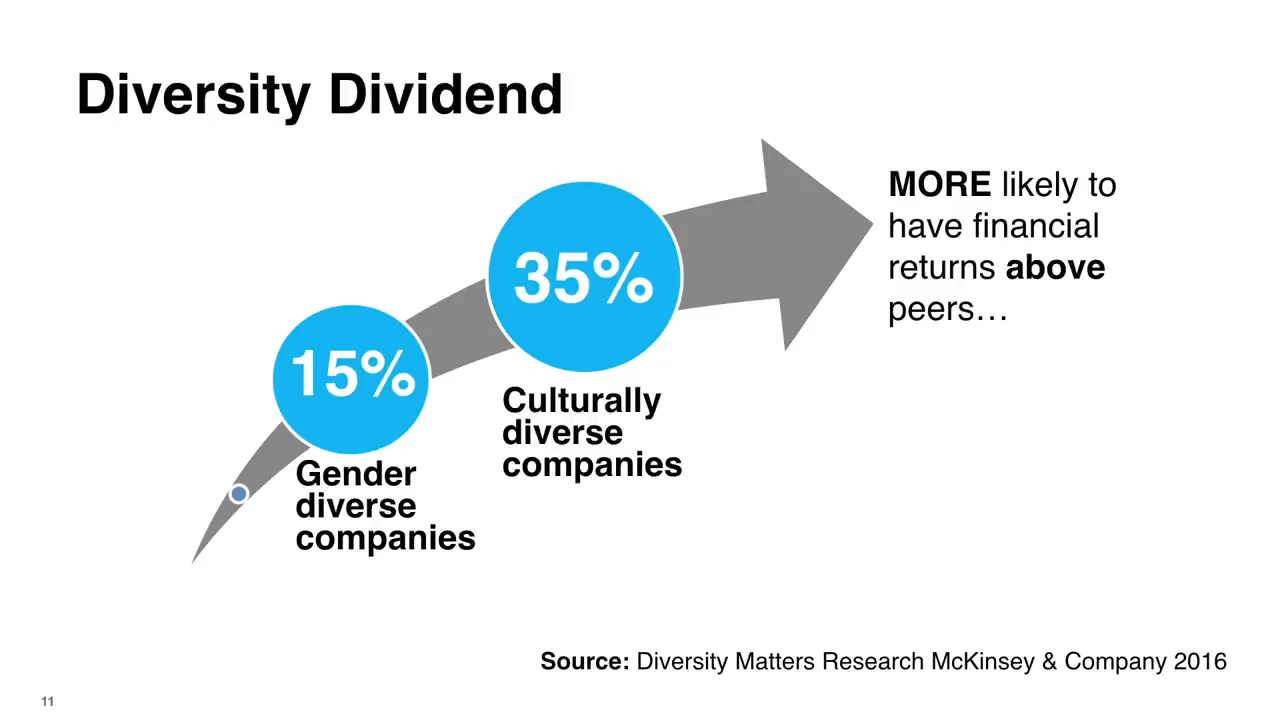 Diversity Dividend
15%
Gender
diverse
companies
35%
Culturally
diverse
companies
MORE likely to
have financial
returns above
peers…
Source: Diversity Matters Research McKinsey & Company 2016
11